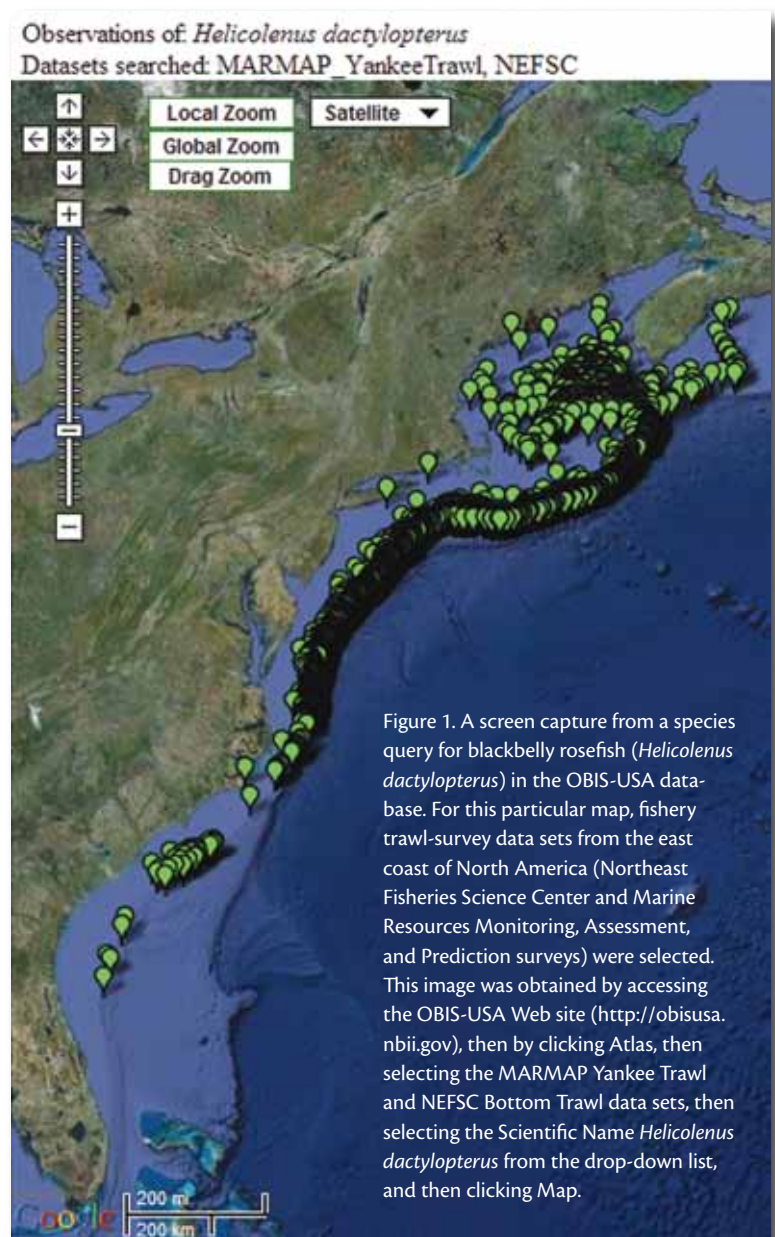 Observations of: Helicolenus dactylopterus
Datasets searched: MARMAP_YankeeTrawl, NEFSC
Local Zoom
Satellite
Global Zoom
Drag Zoom
Figure 1. A screen capture from a species
query for blackbelly rosefish (Helicolenus
dactylopterus) in the OBIS-USA data-
base. For this particular map, fishery
trawl-survey data sets from the east
coast of North America (Northeast
Fisheries Science Center and Marine
Resources Monitoring, Assessment,
and Prediction surveys) were selected.
This image was obtained by accessing
the OBIS-USA Web site (http://obisusa.
nbii.gov), then by clicking Atlas, then
selecting the MARMAP Yankee Trawl
and NEFSC Bottom Trawl data sets, then
selecting the Scientific Name Helicolenus
dactylopterus from the drop-down list,
and then clicking Map.
200 mi
Google
200 km